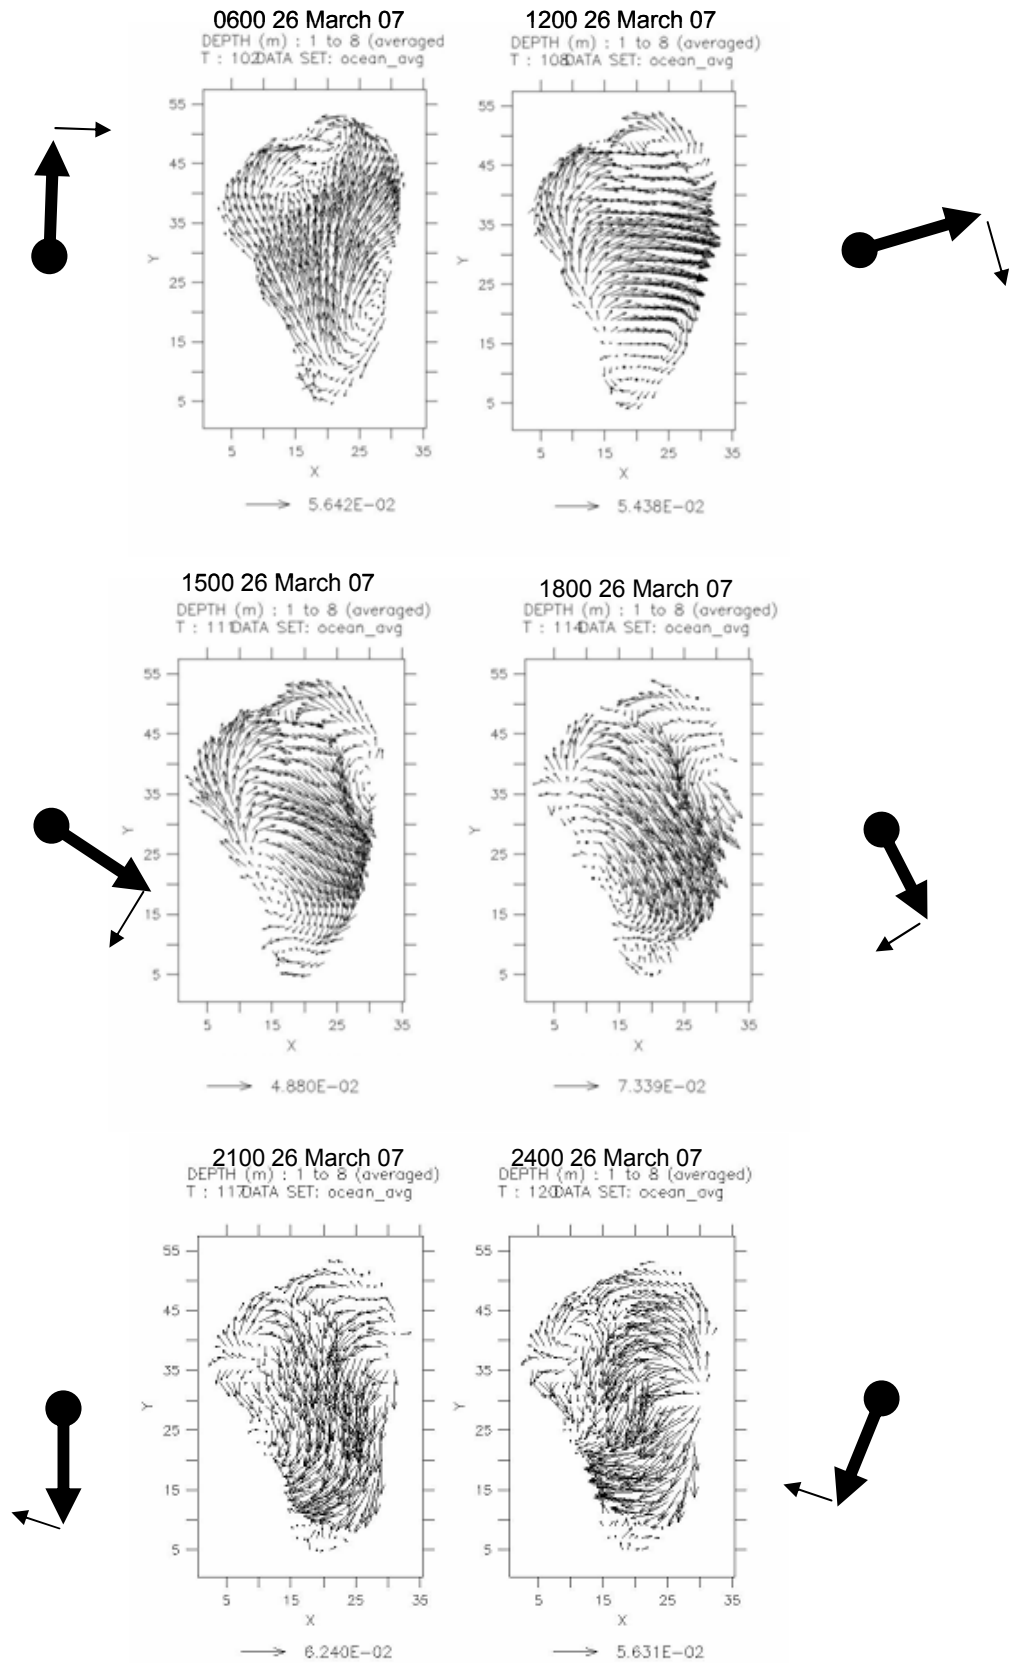 0600 26 March 07
DEPTH (m) : 1 to 8 (averaged
T : 102DATA SET: ocean_avg
55
45
35
25
15
5
Y
5 15 25 35
X
5.642E-02
1200 26 March 07
DEPTH (m) : 1 to 8 (averaged)
T : 108DATA SET: ocean_avg
55
45
35
25
15
5
Y
5 15 25 35
X
5.438E-02
1500 26 March 07
DEPTH (m) : 1 to 8 (averaged)
T : 111DATA SET: ocean_avg
55
45
35
25
15
5
Y
5 15 25 35
X
4.880E-02
1800 26 March 07
DEPTH (m) : 1 to 8 (averaged)
T : 114DATA SET: ocean_avg
55
45
35
25
15
5
Y
5 15 25 35
X
7.339E-02
2100 26 March 07
DEPTH (m) : 1 to 8 (averaged)
T : 117DATA SET: ocean_avg
55
45
35
25
15
5
Y
5 15 25 35
X
6.240E-02
2400 26 March 07
DEPTH (m) : 1 to 8 (averaged)
T : 120DATA SET: ocean_avg
55
45
35
25
15
5
Y
5 15 25 35
X
5.631E-02